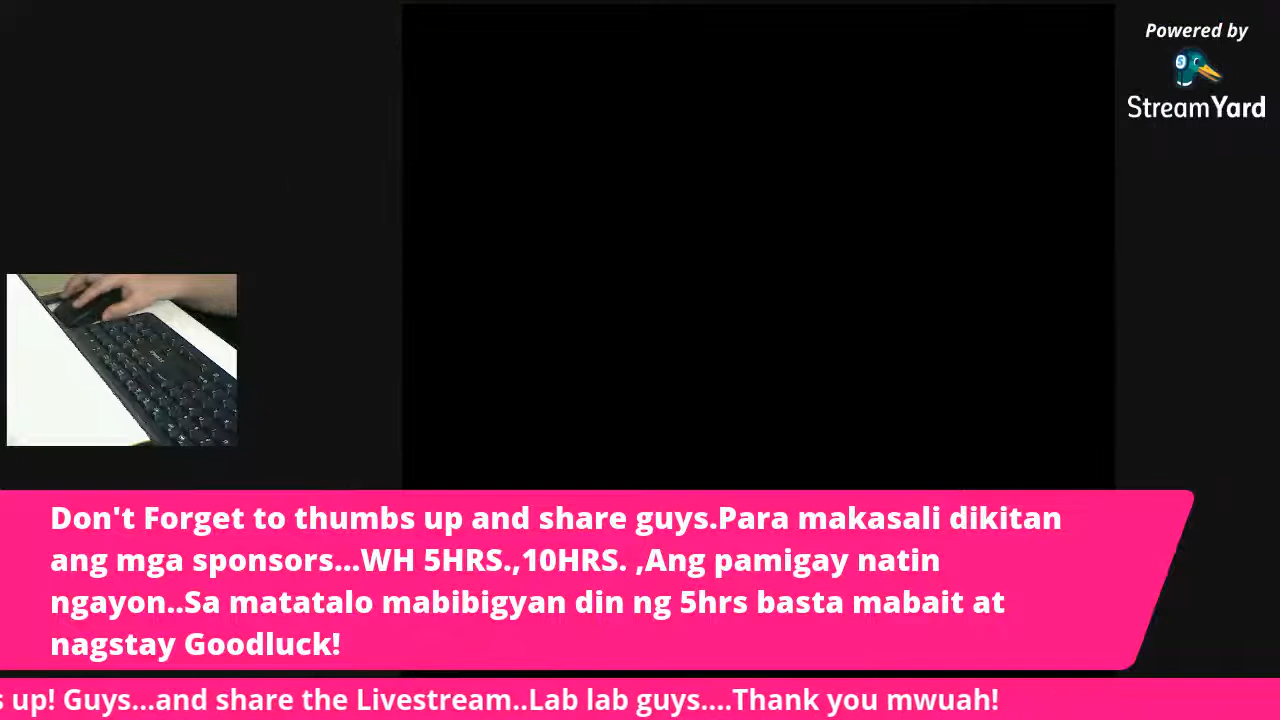 Powered by
StreamYard
Don't Forget to thumbs up and share guys.Para makasali dikitan
ang mga sponsors...WH 5HRS.,10HRS. ,Ang pamigay natin
ngayon..Sa matatalo mabibigyan din ng 5hrs basta mabait at
nagstay Goodluck!
s up! Guys...and share the Livestream..Lab lab guys....Thank you mwuah!